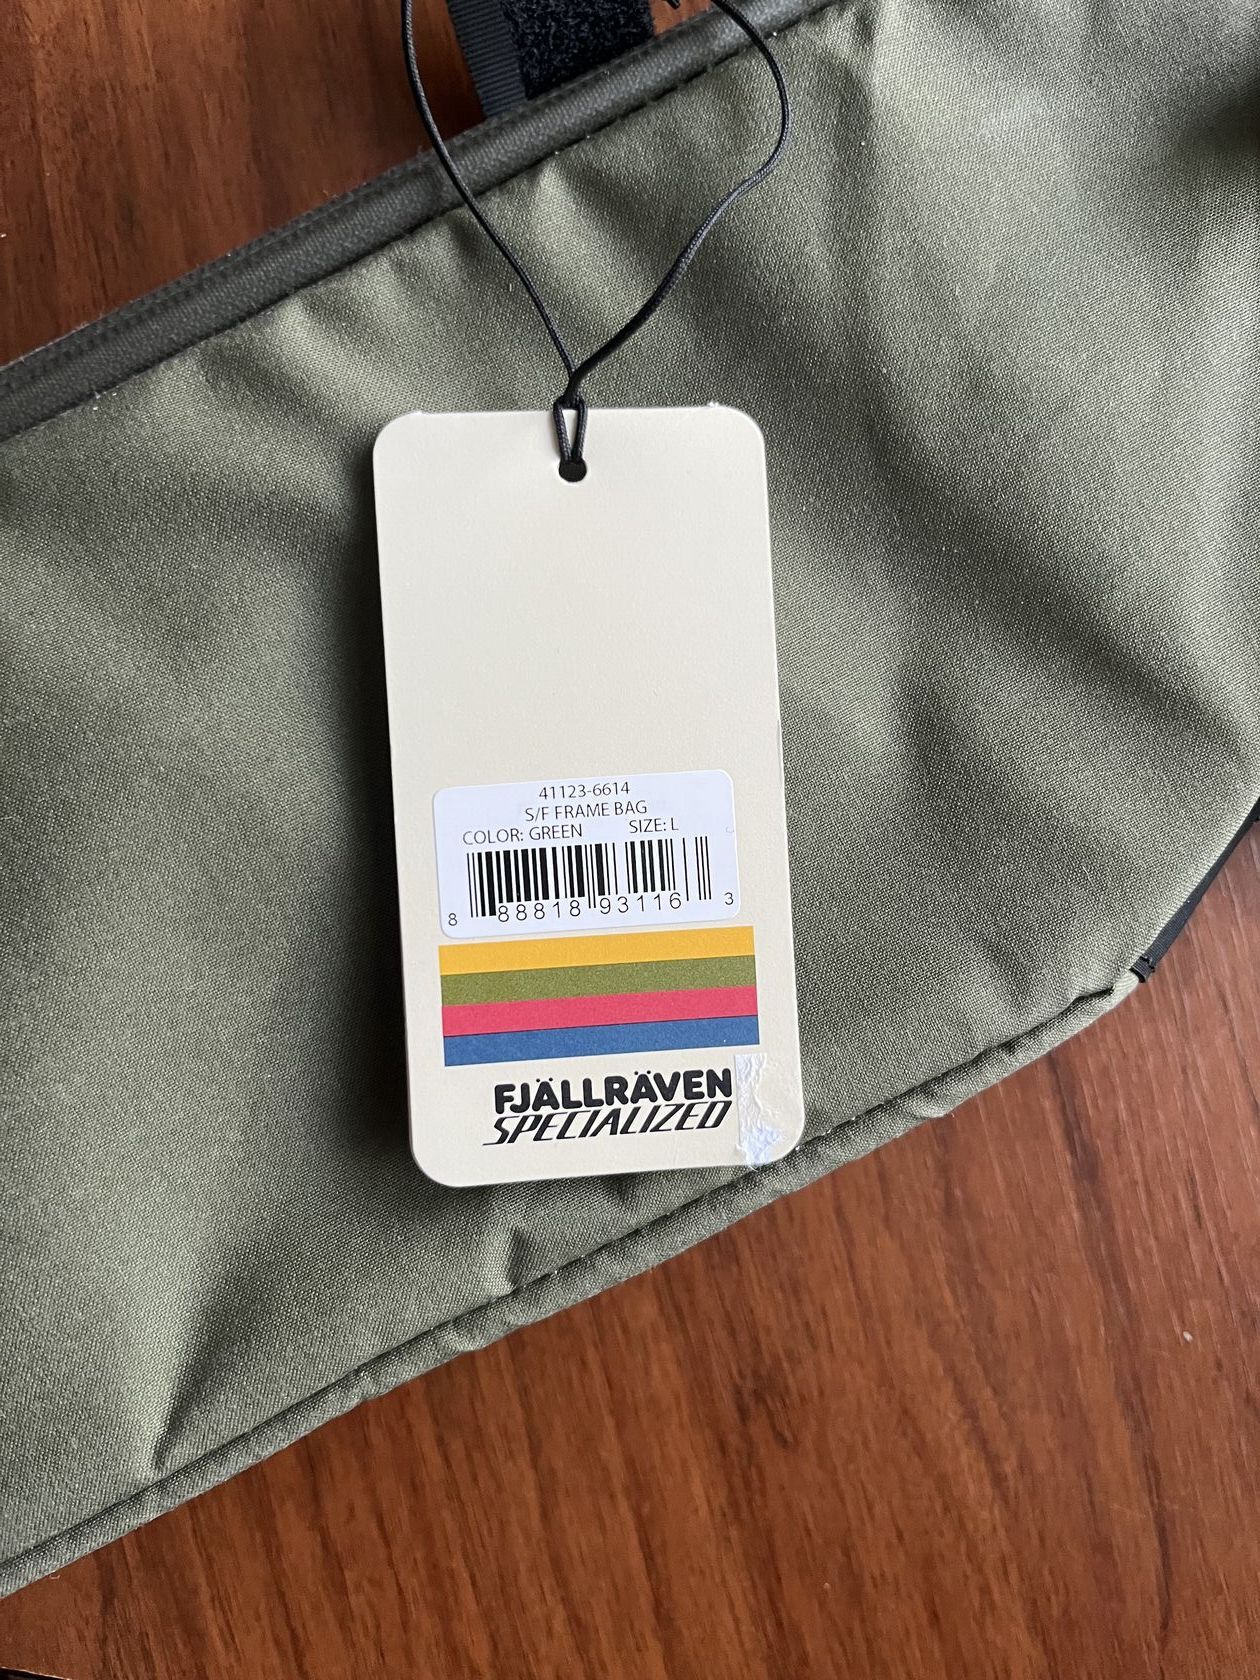 41123-6614
S/F FRAME BAG
COLOR: GREEN SIZE: L
8 88818 93116 3
FJÄLLRÄVEN
SPECIALIZED